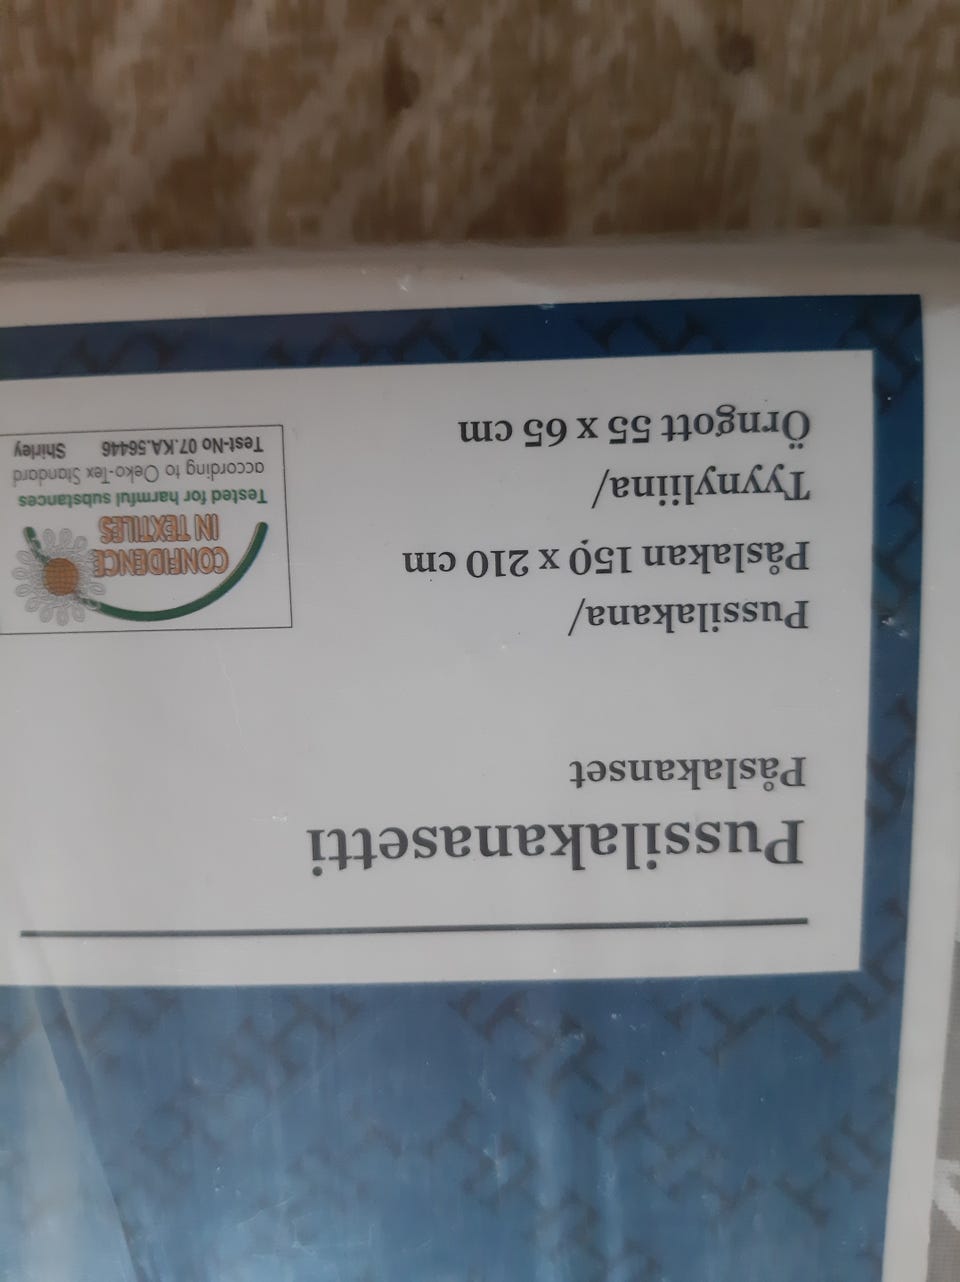 Pussilakanasetti
Påslakanset
Pussilakana/
Påslakan 150 x 210 cm
Tyynyliina/
Örngott 55 x 65 cm
CONFIDENCE
IN TEXTILES
Tested for harmful substances
according to Oeko-Tex Standard
Test-No 07.KA.56446 Shirley